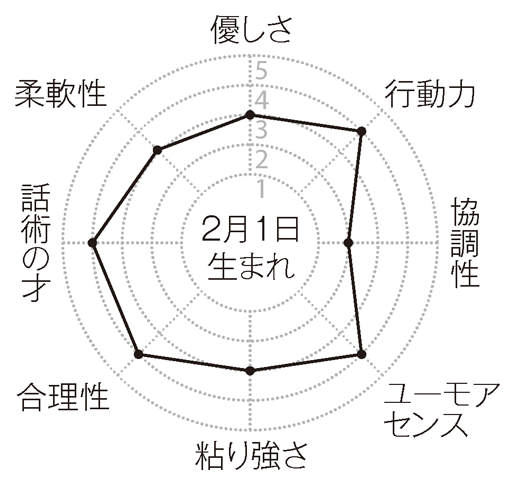 優しさ
行動力
協調性
ユーモア
センス
粘り強さ
合理性
話術の才
柔軟性
5
4
3
2
1
2月1日
生まれ